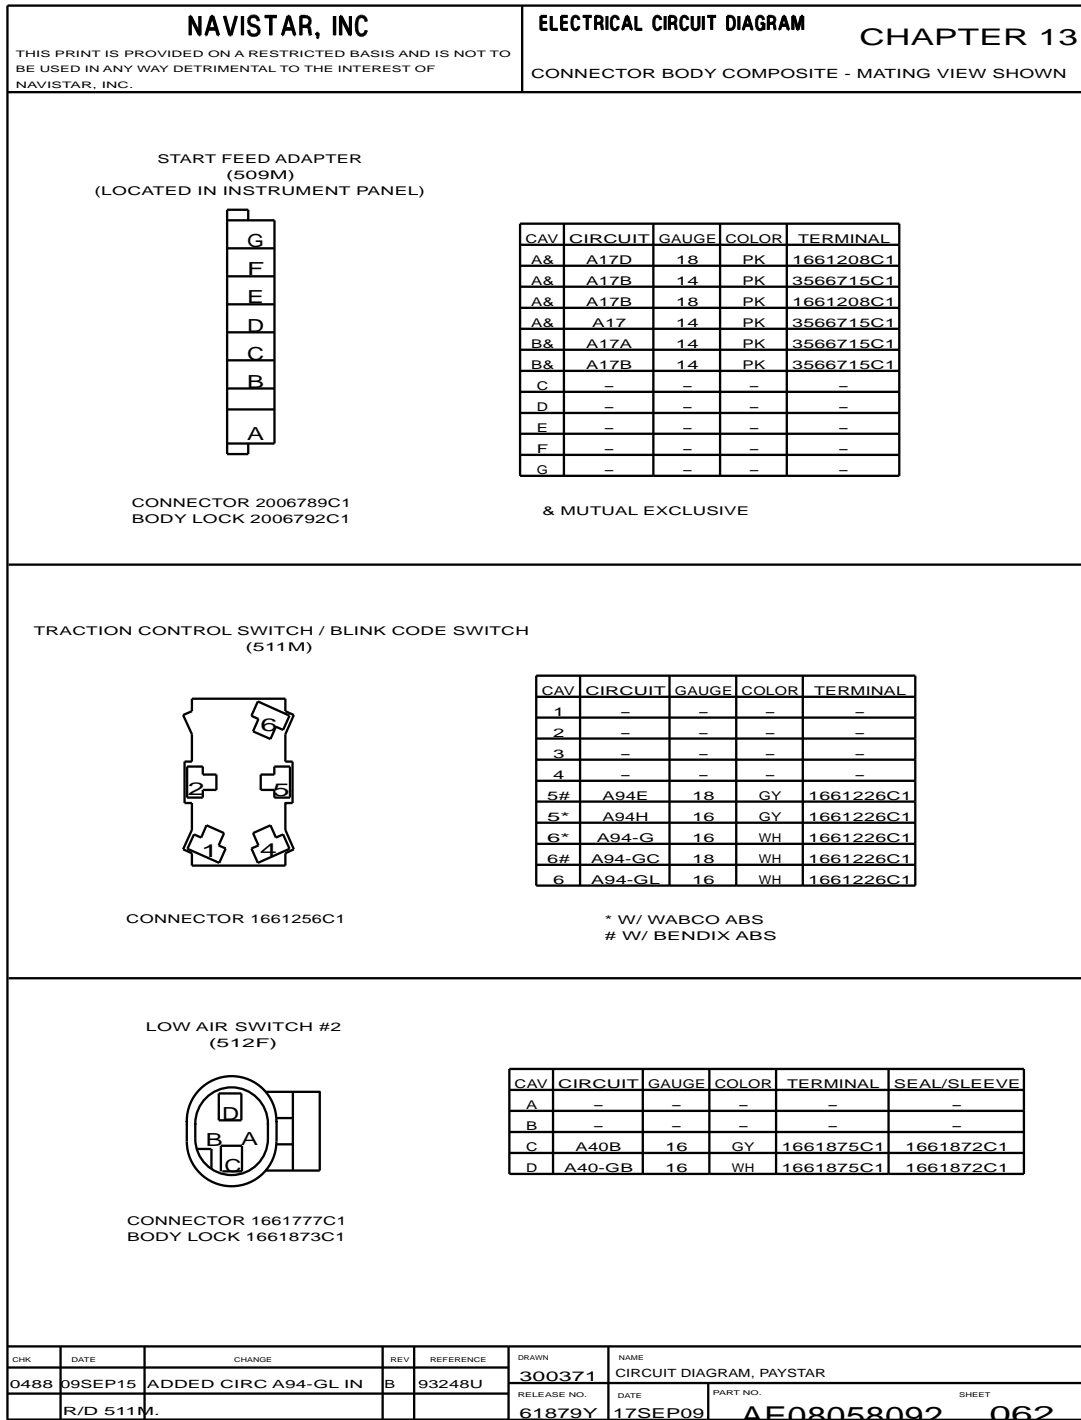 NAVISTAR, INC
THIS PRINT IS PROVIDED ON A RESTRICTED BASIS AND IS NOT TO
BE USED IN ANY WAY DETRIMENTAL TO THE INTEREST OF
NAVISTAR, INC.
ELECTRICAL CIRCUIT DIAGRAM
CHAPTER 13
CONNECTOR BODY COMPOSITE - MATING VIEW SHOWN
START FEED ADAPTER
(509M)
(LOCATED IN INSTRUMENT PANEL)
G
F
E
D
C
B
A
CONNECTOR 2006789C1
BODY LOCK 2006792C1
CAV CIRCUIT GAUGE COLOR TERMINAL
A& A17D 18 PK 1661208C1
A& A17B 14 PK 3566715C1
A& A17B 18 PK 1661208C1
A& A17 14 PK 3566715C1
B& A17A 14 PK 3566715C1
B& A17B 14 PK 3566715C1
C – – – –
D – – – –
E – – – –
F – – – –
G – – – –
& MUTUAL EXCLUSIVE
TRACTION CONTROL SWITCH / BLINK CODE SWITCH
(511M)
6
2 5
1 4
CONNECTOR 1661256C1
CAV CIRCUIT GAUGE COLOR TERMINAL
1 – – – –
2 – – – –
3 – – – –
4 – – – –
5# A94E 18 GY 1661226C1
5* A94H 16 GY 1661226C1
6* A94-G 16 WH 1661226C1
6# A94-GC 18 WH 1661226C1
6 A94-GL 16 WH 1661226C1
* W/ WABCO ABS
# W/ BENDIX ABS
LOW AIR SWITCH #2
(512F)
D
B A
C
CONNECTOR 1661777C1
BODY LOCK 1661873C1
CAV CIRCUIT GAUGE COLOR TERMINAL SEAL/SLEEVE
A – – – – –
B – – – – –
C A40B 16 GY 1661875C1 1661872C1
D A40-GB 16 WH 1661875C1 1661872C1
CHK DATE CHANGE REV REFERENCE
0488 09SEP15 ADDED CIRC A94-GL IN B 93248U
R/D 511M.
DRAWN NAME
300371 CIRCUIT DIAGRAM, PAYSTAR
RELEASE NO. DATE PART NO. SHEET
61879Y 17SEP09 AE08058092 062